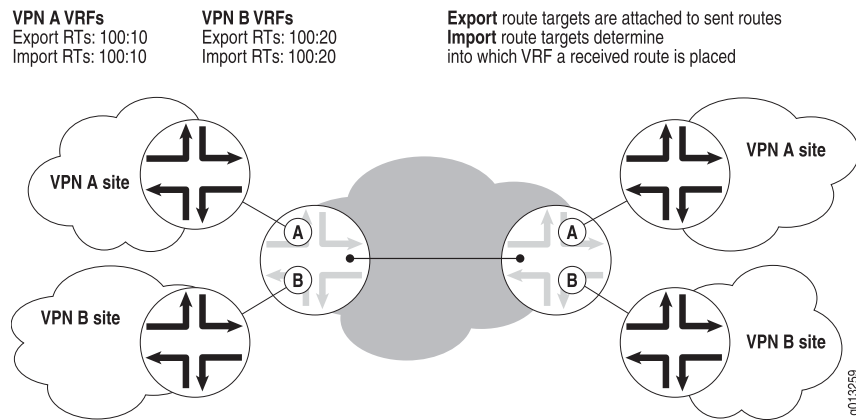 VPN A VRFs
Export RTs: 100:10
Import RTs: 100:10
VPN B VRFs
Export RTs: 100:20
Import RTs: 100:20
Export route targets are attached to sent routes
Import route targets determine
into which VRF a received route is placed
VPN A site
VPN A site
A
A
B
B
VPN B site
VPN B site
g013259